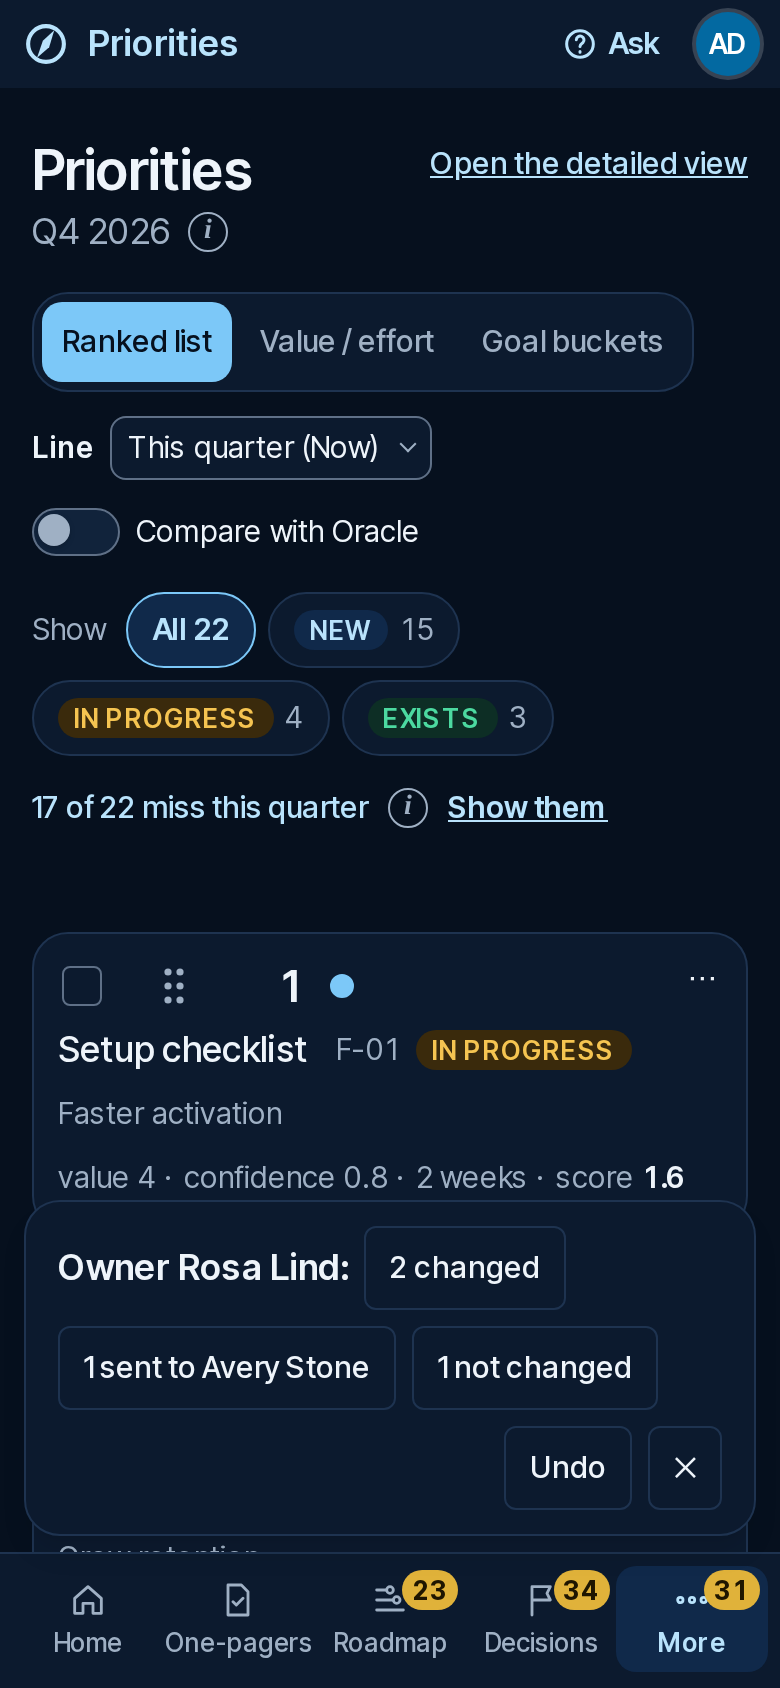 Priorities
Ask
AD
Priorities
Open the detailed view
Q4 2026 i
Ranked list
Value / effort
Goal buckets
Line
This quarter (Now)
Compare with Oracle
Show
All 22
NEW 15
IN PROGRESS 4
EXISTS 3
17 of 22 miss this quarter i Show them
1
...
Setup checklist F-01 IN PROGRESS
Faster activation
value 4 · confidence 0.8 · 2 weeks · score 1.6
Owner Rosa Lind: 2 changed
1 sent to Avery Stone
1 not changed
Undo
Home
One-pagers
Roadmap 23
Decisions 34
More 31